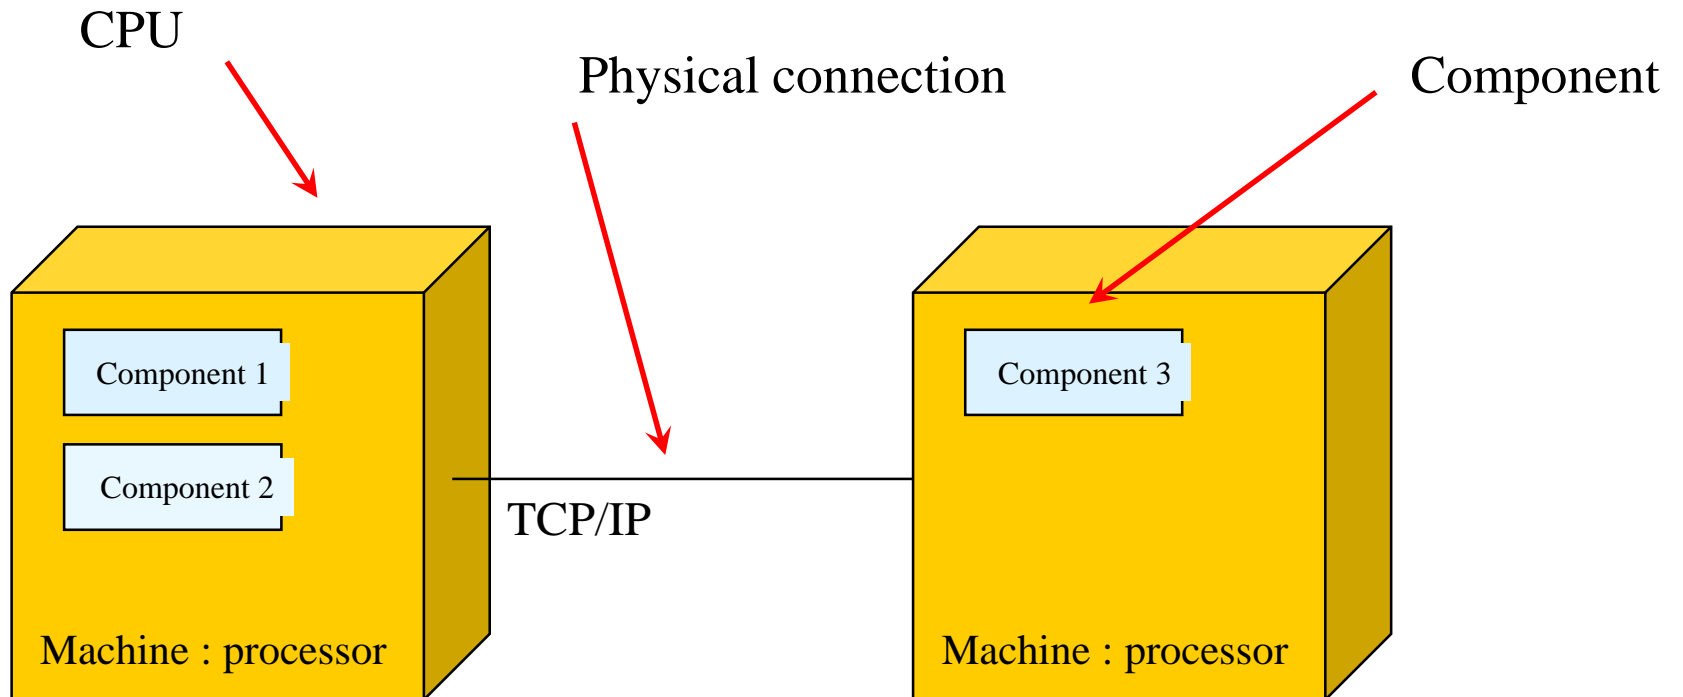 CPU
Physical connection
Component
Component 1
Component 3
Component 2
TCP/IP
Machine : processor
Machine : processor